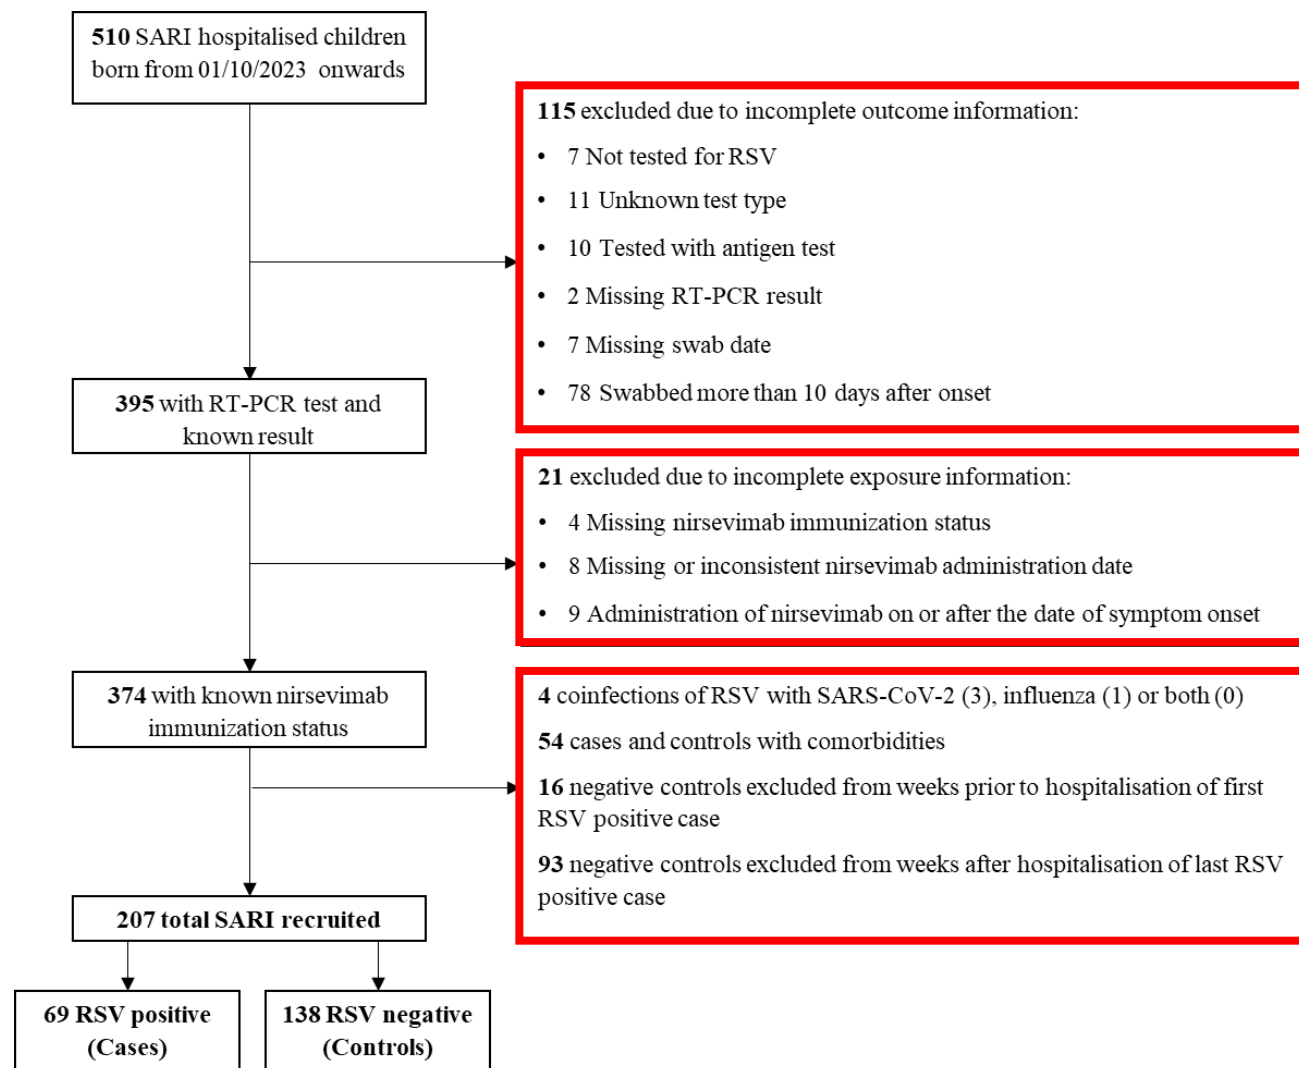 510 SARI hospitalised children
born from 01/10/2023 onwards
115 excluded due to incomplete outcome information:
• 7 Not tested for RSV
• 11 Unknown test type
• 10 Tested with antigen test
• 2 Missing RT-PCR result
• 7 Missing swab date
• 78 Swabbed more than 10 days after onset
395 with RT-PCR test and
known result
21 excluded due to incomplete exposure information:
• 4 Missing nirsevimab immunization status
• 8 Missing or inconsistent nirsevimab administration date
• 9 Administration of nirsevimab on or after the date of symptom onset
374 with known nirsevimab
immunization status
4 coinfections of RSV with SARS-CoV-2 (3), influenza (1) or both (0)
54 cases and controls with comorbidities
16 negative controls excluded from weeks prior to hospitalisation of first
RSV positive case
93 negative controls excluded from weeks after hospitalisation of last RSV
positive case
207 total SARI recruited
69 RSV positive
(Cases)
138 RSV negative
(Controls)